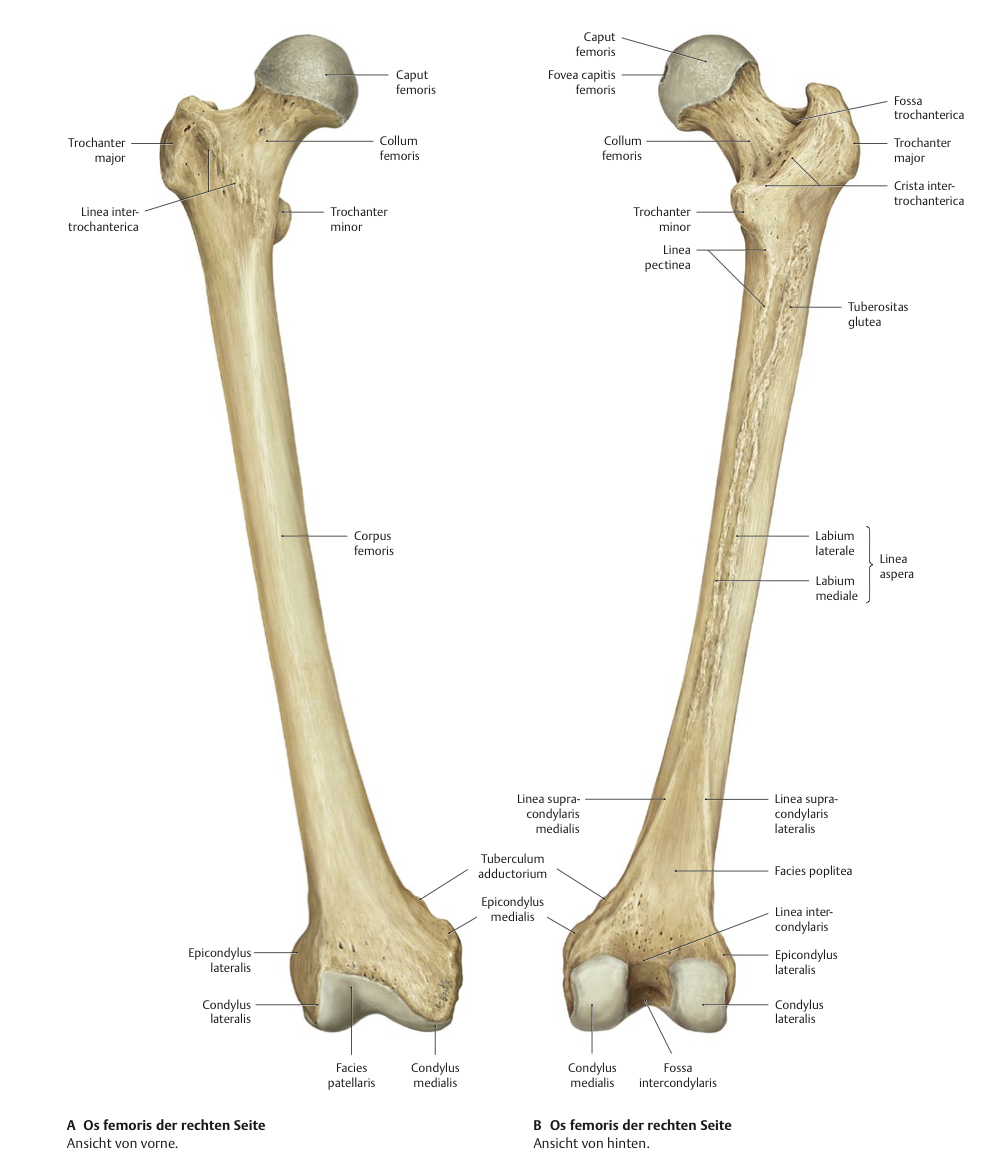 Caput
femoris
Trochanter
major
Collum
femoris
Linea inter-
trochanterica
Trochanter
minor
Corpus
femoris
Epicondylus
lateralis
Condylus
lateralis
Facies
patellaris
Condylus
medialis
Tuberculum
adductorium
Epicondylus
medialis
A Os femoris der rechten Seite
Ansicht von vorne.
Caput
femoris
Fovea capitis
femoris
Collum
femoris
Trochanter
minor
Linea
pectinea
Fossa
trochanterica
Trochanter
major
Crista inter-
trochanterica
Tuberositas
glutea
Labium
laterale
Labium
mediale
Linea
aspera
Linea supra-
condylaris
medialis
Linea supra-
condylaris
lateralis
Facies poplitea
Linea inter-
condylaris
Epicondylus
lateralis
Condylus
lateralis
Condylus
medialis
Fossa
intercondylaris
B Os femoris der rechten Seite
Ansicht von hinten.